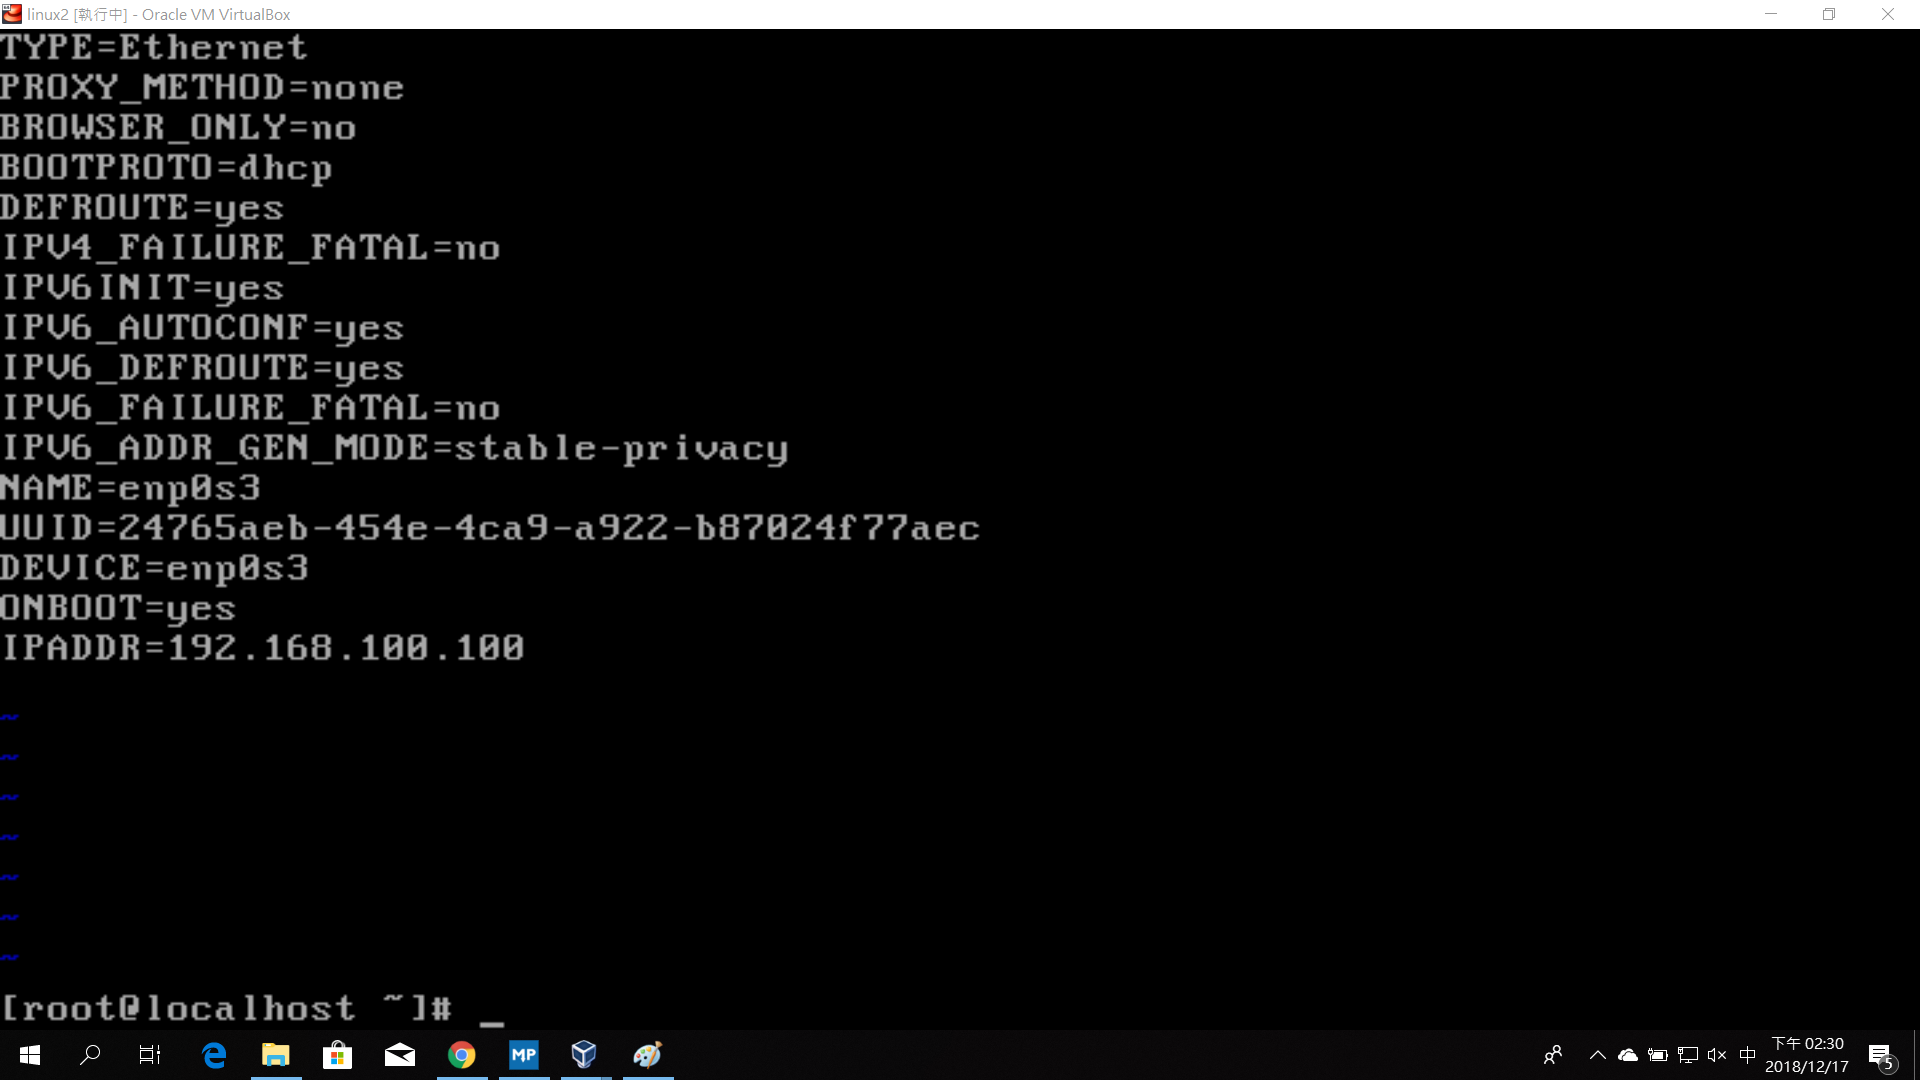 linux2 [執行中] - Oracle VM VirtualBox
TYPE=Ethernet
PROXY_METHOD=none
BROWSER_ONLY=no
BOOTPROTO=dhcp
DEFROUTE=yes
IPV4_FAILURE_FATAL=no
IPV6INIT=yes
IPV6_AUTOCONF=yes
IPV6_DEFROUTE=yes
IPV6_FAILURE_FATAL=no
IPV6_ADDR_GEN_MODE=stable-privacy
NAME=enp0s3
UUID=24765aeb-454e-4ca9-a922-b87024f77aec
DEVICE=enp0s3
ONBOOT=yes
IPADDR=192.168.100.100
~
~
~
~
~
~
~
[root@localhost ~]# _
MP
中
下午 02:30
2018/12/17
5